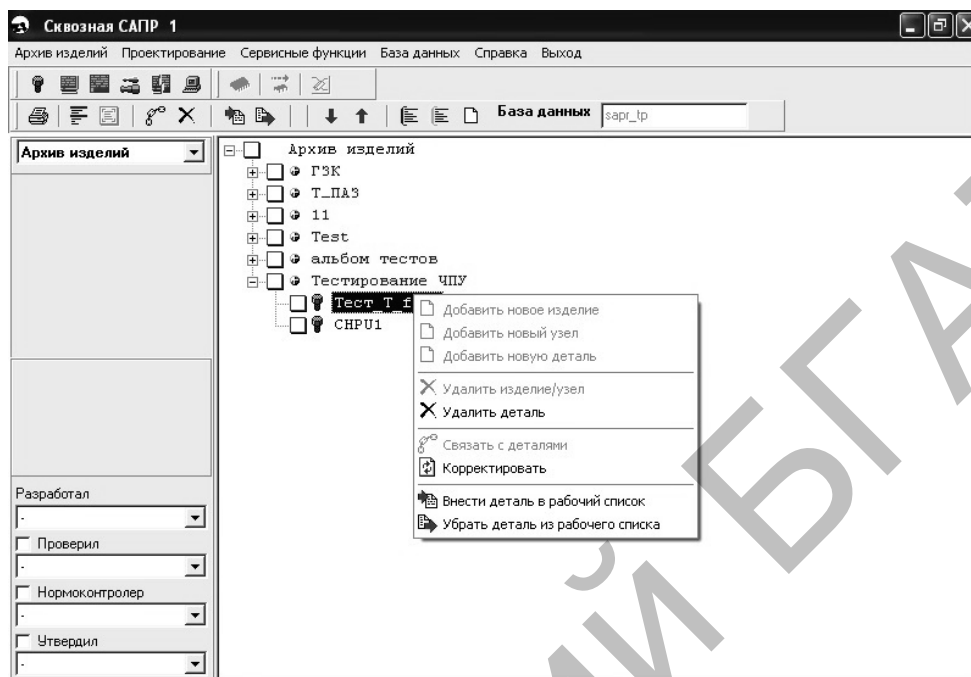 Сквозная САПР 1
Архив изделий Проектирование Сервисные функции База данных Справка Выход
База данных sapr_tp
Архив изделий
Архив изделий
ГЗК
Т_ПАЗ
11
Test
альбом тестов
Тестирование ЧПУ
Тест_Т_f
CHPU1
Добавить новое изделие
Добавить новый узел
Добавить новую деталь
Удалить изделие/узел
Удалить деталь
Связать с деталями
Корректировать
Внести деталь в рабочий список
Убрать деталь из рабочего списка
Разработал
-
Проверил
-
Нормоконтролер
-
Утвердил
-
ИЙ БГА